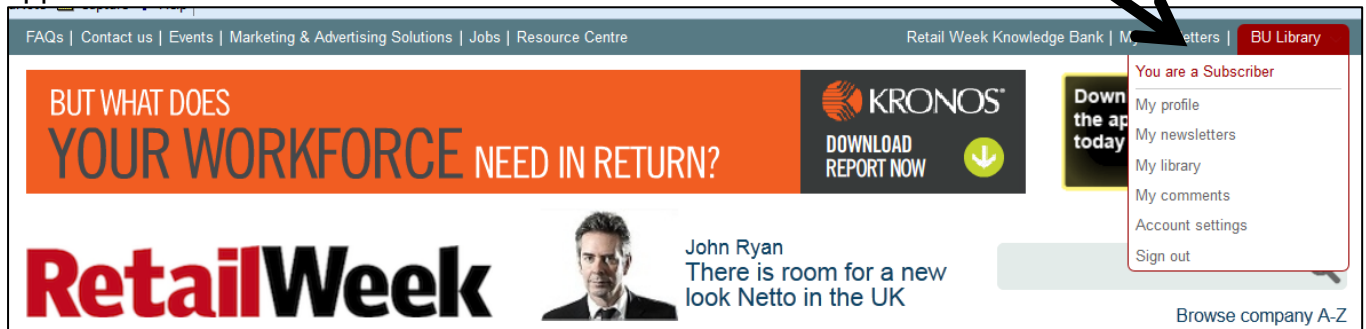 FAQs | Contact us | Events | Marketing & Advertising Solutions | Jobs | Resource Centre
Retail Week Knowledge Bank | BU Library
You are a Subscriber
My profile
My newsletters
My library
My comments
Account settings
Sign out
BUT WHAT DOES
YOUR WORKFORCE NEED IN RETURN?
KRONOS
DOWNLOAD
REPORT NOW
Down
the ap
today
RetailWeek
John Ryan
There is room for a new
look Netto in the UK
Browse company A-Z